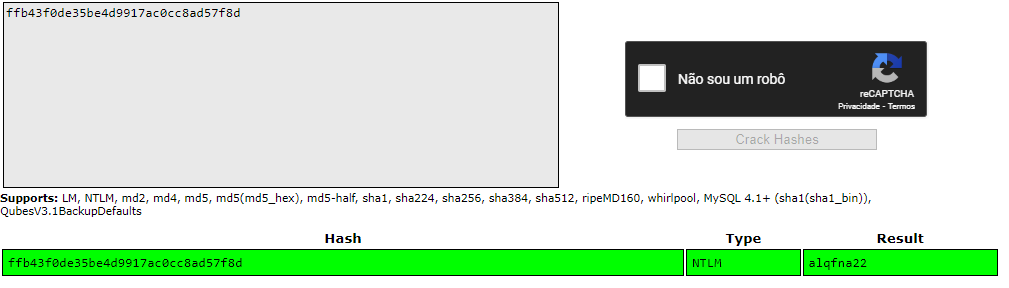 ffb43f0de35be4d9917ac0cc8ad57f8d
Não sou um robô
reCAPTCHA
Privacidade - Termos
Crack Hashes
Supports: LM, NTLM, md2, md4, md5, md5(md5_hex), md5-half, sha1, sha224, sha256, sha384, sha512, ripeMD160, whirlpool, MySQL 4.1+ (sha1(sha1_bin)),
QubesV3.1BackupDefaults
Hash Type Result
ffb43f0de35be4d9917ac0cc8ad57f8d NTLM alqfna22